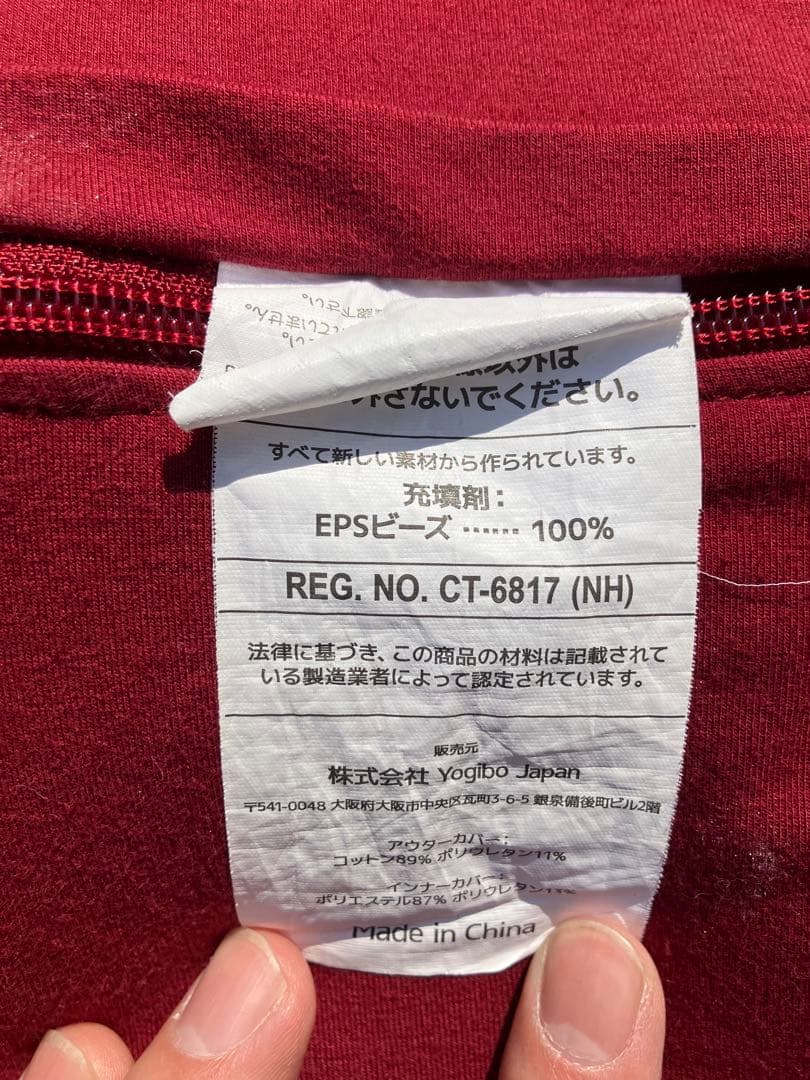 外さないでください。
すべて新しい素材から作られています。
充填剤：
EPSビーズ …… 100%
REG. NO. CT-6817 (NH)
法律に基づき、この商品の材料は記載されて
いる製造業者によって認定されています。
販売元
株式会社 Yogibo Japan
〒541-0048 大阪府大阪市中央区瓦町3-6-5 銀泉備後町ビル2階
アウターカバー：
コットン89% ポリウレタン11%
インナーカバー：
ポリエステル87% ポリウレタン
Made in China